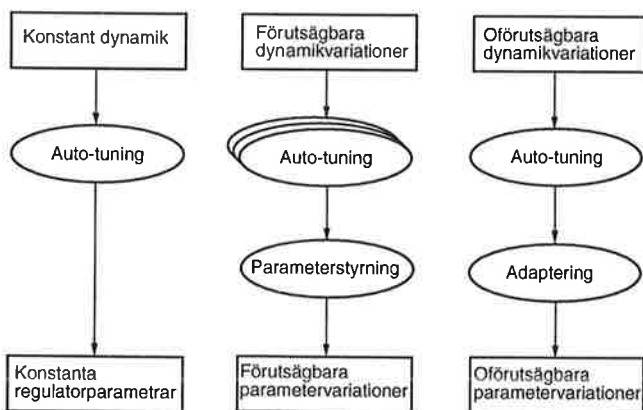 Konstant dynamik
Förutsägbara
dynamikvariationer
Oförutsägbara
dynamikvariationer
Auto-tuning
Auto-tuning
Auto-tuning
Parameterstyrning
Adaptering
Konstanta
regulatorparametrar
Förutsägbara
parametervariationer
Oförutsägbara
parametervariationer